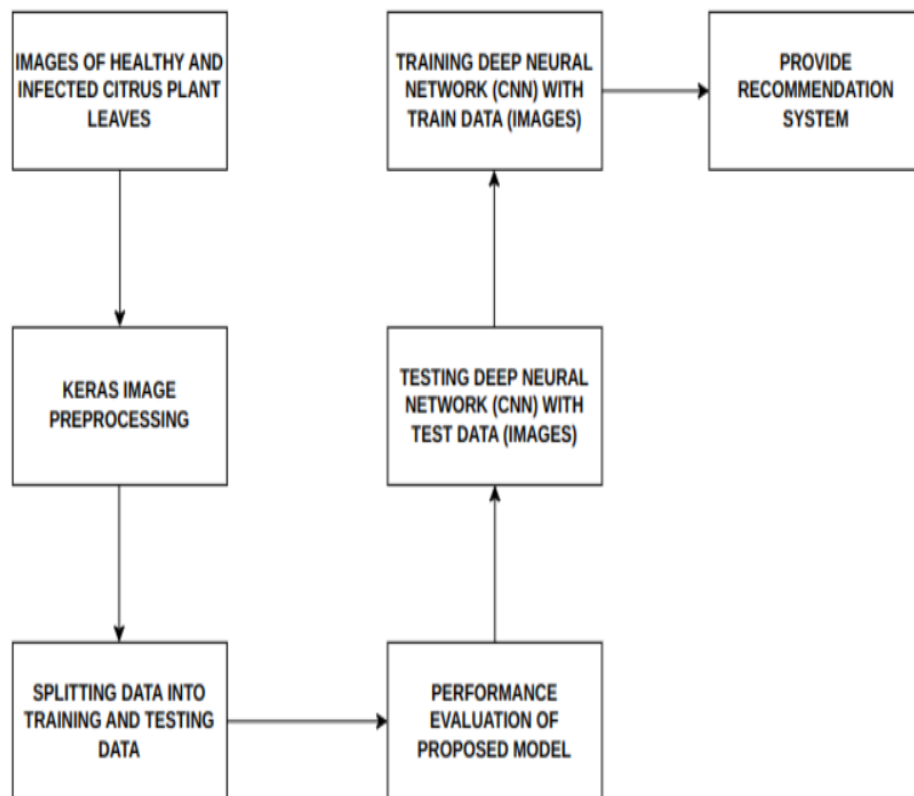 IMAGES OF HEALTHY AND
INFECTED CITRUS PLANT
LEAVES
KERAS IMAGE
PREPROCESSING
SPLITTING DATA INTO
TRAINING AND TESTING
DATA
PERFORMANCE
EVALUATION OF
PROPOSED MODEL
TESTING DEEP NEURAL
NETWORK (CNN) WITH
TEST DATA (IMAGES)
TRAINING DEEP NEURAL
NETWORK (CNN) WITH
TRAIN DATA (IMAGES)
PROVIDE
RECOMMENDATION
SYSTEM